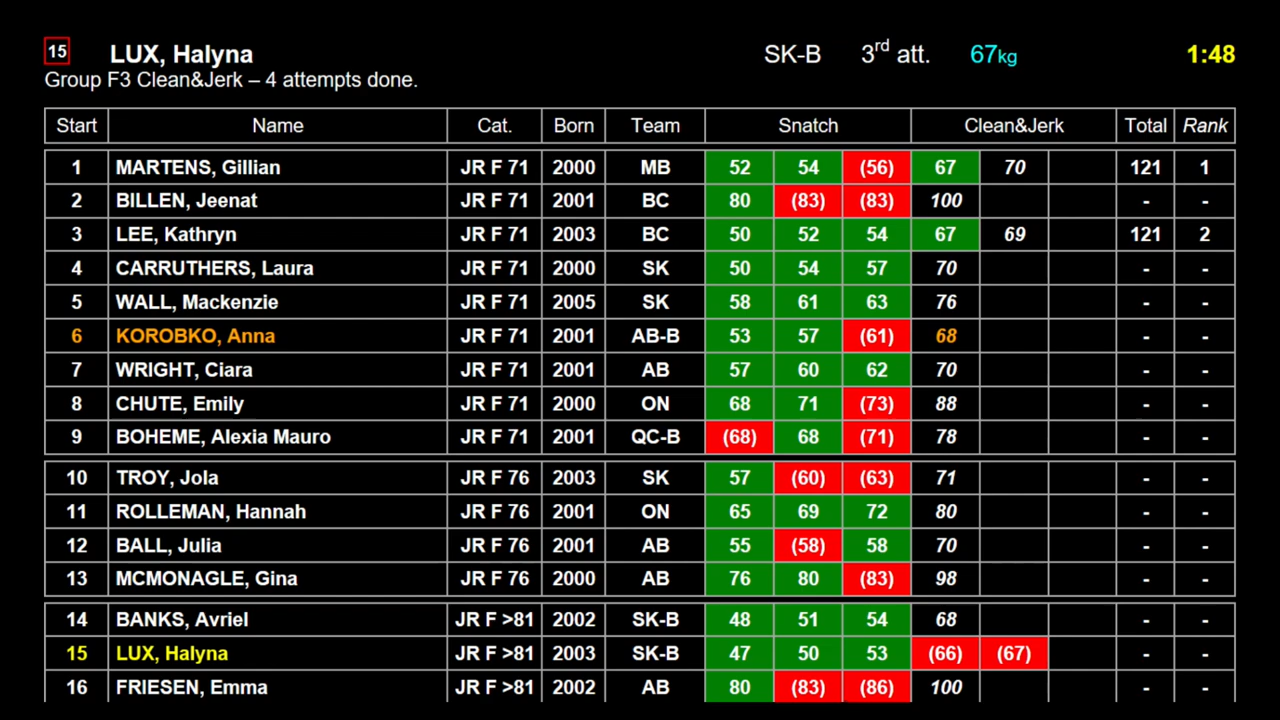 15 LUX, Halyna SK-B 3rd att. 67kg 1:48
Group F3 Clean&Jerk – 4 attempts done.
Start Name Cat. Born Team Snatch Clean&Jerk Total Rank
1 MARTENS, Gillian JR F 71 2000 MB 52 54 (56) 67 70 121 1
2 BILLEN, Jeenat JR F 71 2001 BC 80 (83) (83) 100 - -
3 LEE, Kathryn JR F 71 2003 BC 50 52 54 67 69 121 2
4 CARRUTHERS, Laura JR F 71 2000 SK 50 54 57 70 - -
5 WALL, Mackenzie JR F 71 2005 SK 58 61 63 76 - -
6 KOROBKO, Anna JR F 71 2001 AB-B 53 57 (61) 68 - -
7 WRIGHT, Ciara JR F 71 2001 AB 57 60 62 70 - -
8 CHUTE, Emily JR F 71 2000 ON 68 71 (73) 88 - -
9 BOHEME, Alexia Mauro JR F 71 2001 QC-B (68) 68 (71) 78 - -
10 TROY, Jola JR F 76 2003 SK 57 (60) (63) 71 - -
11 ROLLEMAN, Hannah JR F 76 2001 ON 65 69 72 80 - -
12 BALL, Julia JR F 76 2001 AB 55 (58) 58 70 - -
13 MCMONAGLE, Gina JR F 76 2000 AB 76 80 (83) 98 - -
14 BANKS, Avriel JR F >81 2002 SK-B 48 51 54 68 - -
15 LUX, Halyna JR F >81 2003 SK-B 47 50 53 (66) (67) - -
16 FRIESEN, Emma JR F >81 2002 AB 80 (83) (86) 100 - -